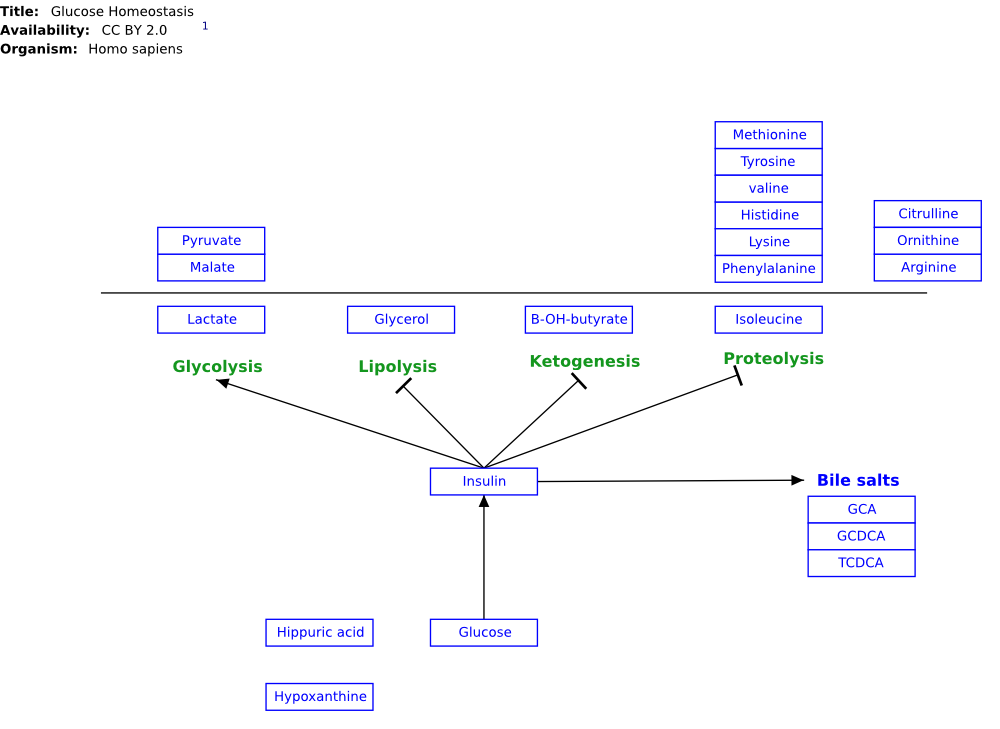 Title: Glucose Homeostasis
Availability: CC BY 2.0 1
Organism: Homo sapiens
Methionine
Tyrosine
valine
Histidine
Lysine
Phenylalanine
Citrulline
Ornithine
Arginine
Pyruvate
Malate
Lactate
Glycerol
B-OH-butyrate
Isoleucine
Glycolysis
Lipolysis
Ketogenesis
Proteolysis
Insulin
Bile salts
GCA
GCDCA
TCDCA
Hippuric acid
Glucose
Hypoxanthine